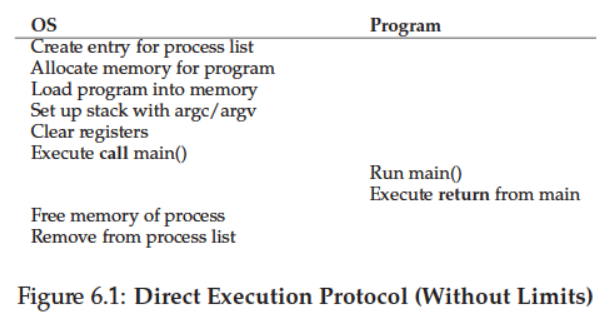 OS Program
Create entry for process list
Allocate memory for program
Load program into memory
Set up stack with argc/argv
Clear registers
Execute call main()
Run main()
Execute return from main
Free memory of process
Remove from process list
Figure 6.1: Direct Execution Protocol (Without Limits)